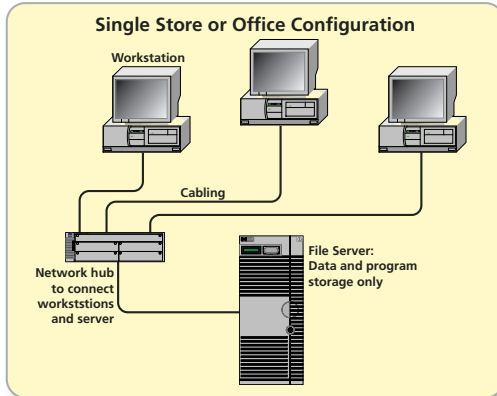 Single Store or Office Configuration
Workstation
Cabling
Network hub
to connect
workststions
and server
File Server:
Data and program
storage only